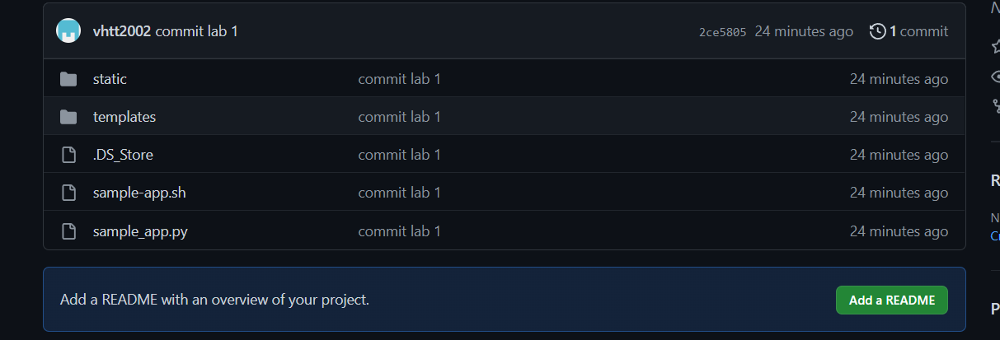 vhtt2002 commit lab 1 2ce5805 24 minutes ago 1 commit
static commit lab 1 24 minutes ago
templates commit lab 1 24 minutes ago
.DS_Store commit lab 1 24 minutes ago
sample-app.sh commit lab 1 24 minutes ago
sample_app.py commit lab 1 24 minutes ago
Add a README with an overview of your project. Add a README